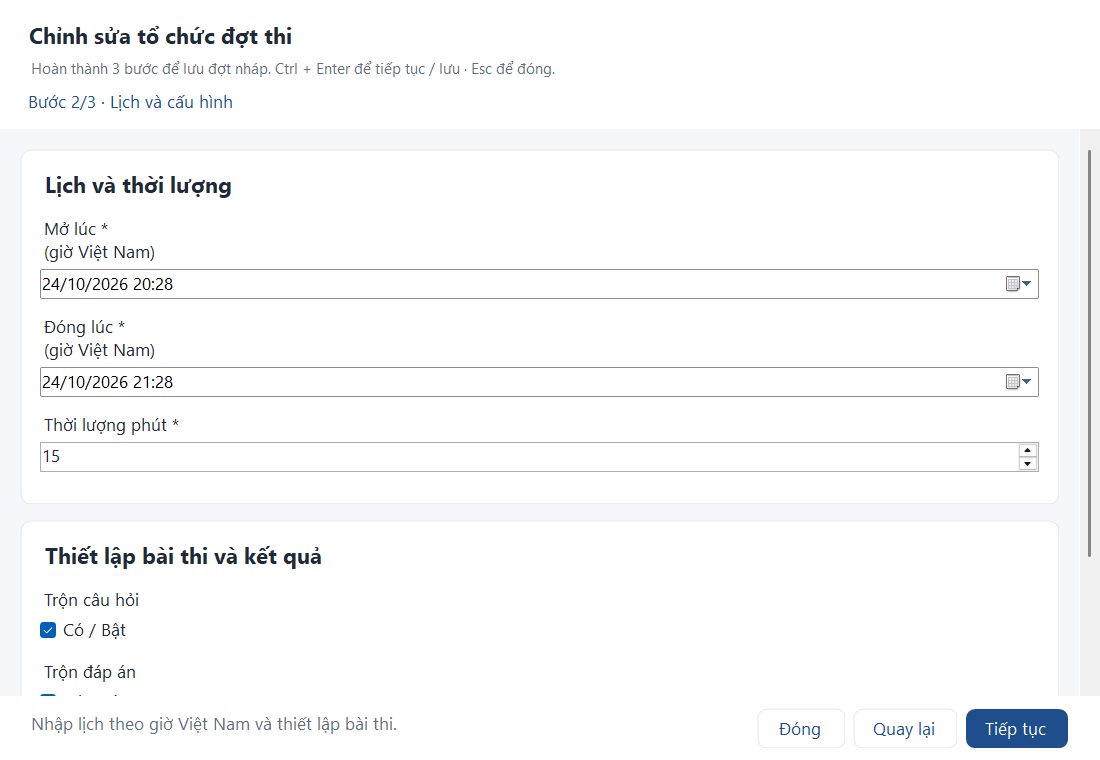 Chỉnh sửa tổ chức đợt thi
Hoàn thành 3 bước để lưu đợt nháp. Ctrl + Enter để tiếp tục / lưu · Esc để đóng.
Bước 2/3 · Lịch và cấu hình
Lịch và thời lượng
Mở lúc *
(giờ Việt Nam)
24/10/2026 20:28
Đóng lúc *
(giờ Việt Nam)
24/10/2026 21:28
Thời lượng phút *
15
Thiết lập bài thi và kết quả
Trộn câu hỏi
Có / Bật
Trộn đáp án
Nhập lịch theo giờ Việt Nam và thiết lập bài thi.
Đóng
Quay lại
Tiếp tục